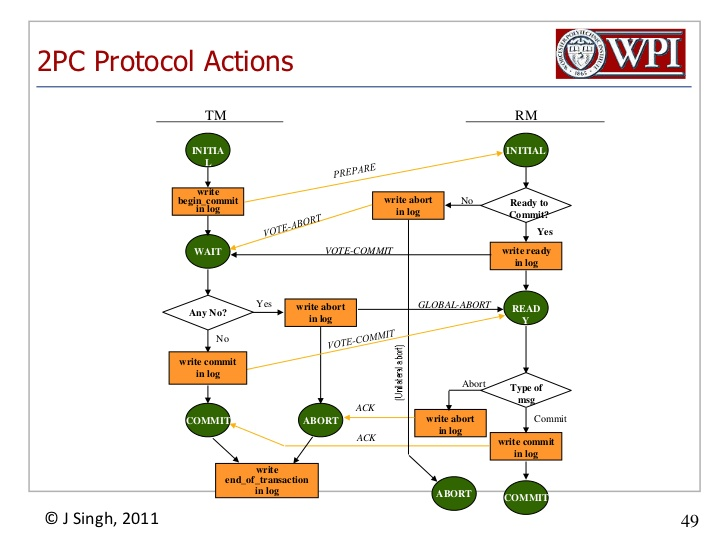 2PC Protocol Actions
WPI
TM
RM
INITIA
L
INITIAL
PREPARE
write
begin_commit
in log
write abort
in log
No
Ready to
Commit?
VOTE-ABORT
Yes
WAIT
VOTE-COMMIT
write ready
in log
Any No?
Yes
write abort
in log
GLOBAL-ABORT
READ
Y
No
VOTE-COMMIT
write commit
in log
(Unilateral abort)
Abort
Type of
msg
COMMIT
ABORT
ACK
write abort
in log
Commit
ACK
write commit
in log
write
end_of_transaction
in log
ABORT
COMMIT
© J Singh, 2011
49